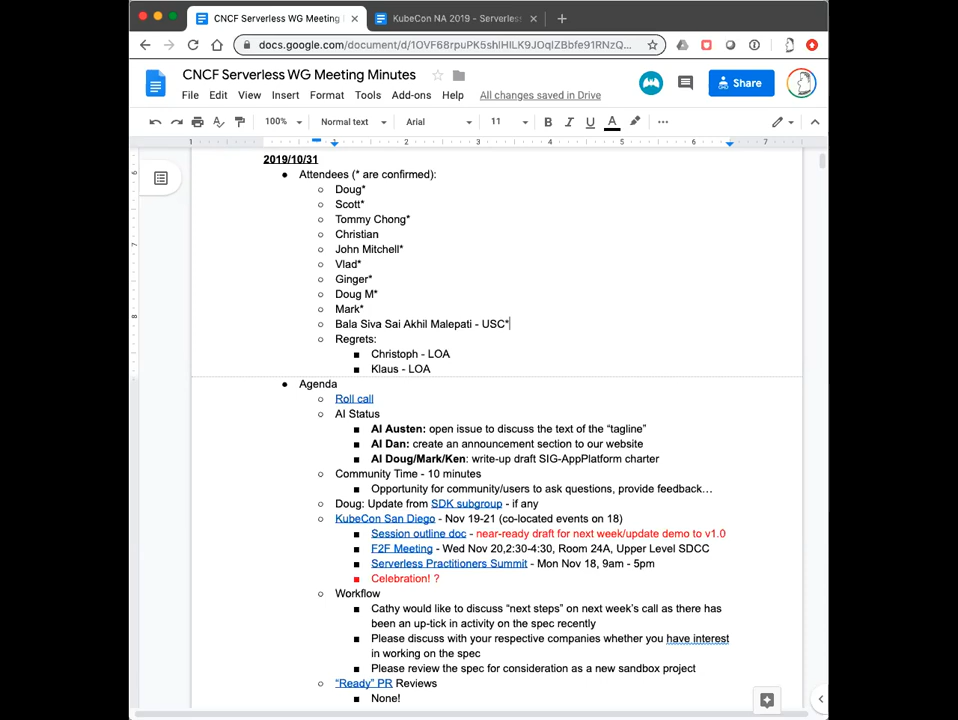 CNCF Serverless WG Meeting
KubeCon NA 2019 - Serverless
docs.google.com/document/d/1OVF68rpuPK5shIHILK9JOqIZBbfe91RNzQ...
CNCF Serverless WG Meeting Minutes
File Edit View Insert Format Tools Add-ons Help All changes saved in Drive
Share
100% Normal text Arial 11 B I U A
1 1 2 3 4 5 6 7
2019/10/31
Attendees (* are confirmed):
Doug*
Scott*
Tommy Chong*
Christian
John Mitchell*
Vlad*
Ginger*
Doug M*
Mark*
Bala Siva Sai Akhil Malepati - USC*
Regrets:
Christoph - LOA
Klaus - LOA
Agenda
Roll call
AI Status
AI Austen: open issue to discuss the text of the “tagline”
AI Dan: create an announcement section to our website
AI Doug/Mark/Ken: write-up draft SIG-AppPlatform charter
Community Time - 10 minutes
Opportunity for community/users to ask questions, provide feedback…
Doug: Update from SDK subgroup - if any
KubeCon San Diego - Nov 19-21 (co-located events on 18)
Session outline doc - near-ready draft for next week/update demo to v1.0
F2F Meeting - Wed Nov 20,2:30-4:30, Room 24A, Upper Level SDCC
Serverless Practitioners Summit - Mon Nov 18, 9am - 5pm
Celebration! ?
Workflow
Cathy would like to discuss “next steps” on next week’s call as there has
been an up-tick in activity on the spec recently
Please discuss with your respective companies whether you have interest
in working on the spec
Please review the spec for consideration as a new sandbox project
“Ready” PR Reviews
None!